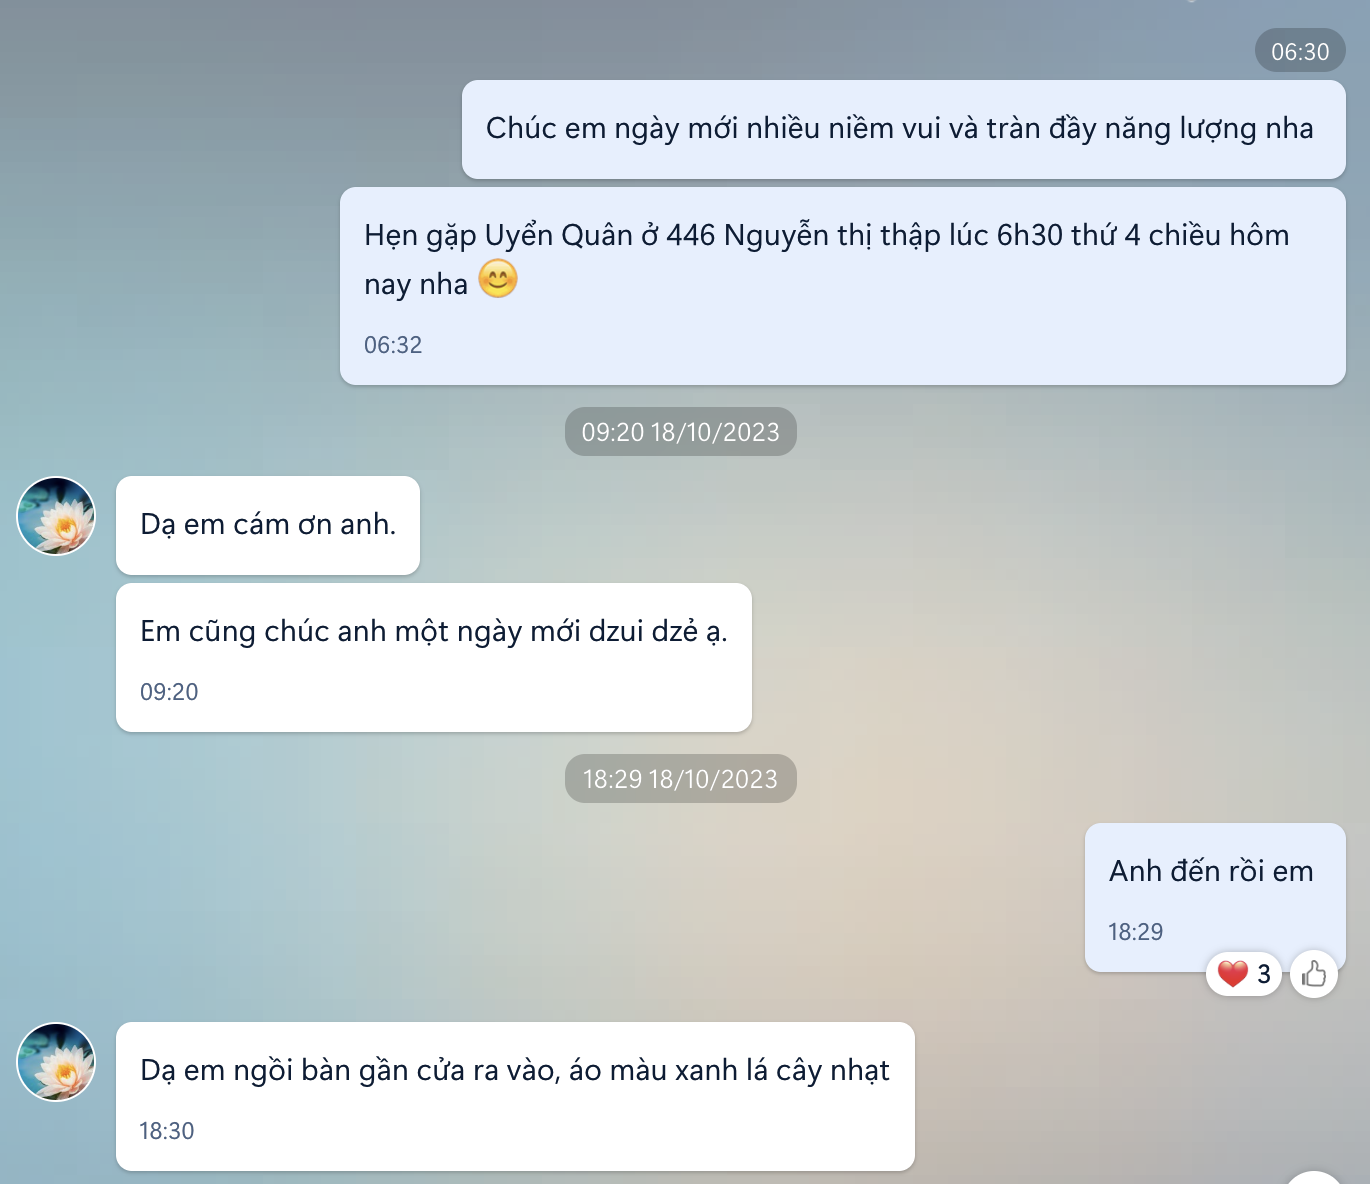 06:30
Chúc em ngày mới nhiều niềm vui và tràn đầy năng lượng nha
Hẹn gặp Uyển Quân ở 446 Nguyễn thị thập lúc 6h30 thứ 4 chiều hôm
nay nha 😊
06:32
09:20 18/10/2023
Dạ em cám ơn anh.
Em cũng chúc anh một ngày mới dzui dzẻ ạ.
09:20
18:29 18/10/2023
Anh đến rồi em
18:29
❤️ 3
Dạ em ngồi bàn gần cửa ra vào, áo màu xanh lá cây nhạt
18:30